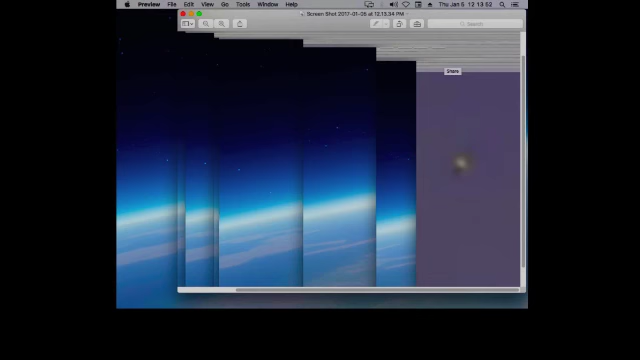 Preview File Edit View Go Tools Window Help Thu Jan 5 12 13 52
Screen Shot 2017-01-05 at 12.13.34 PM
Search
Share